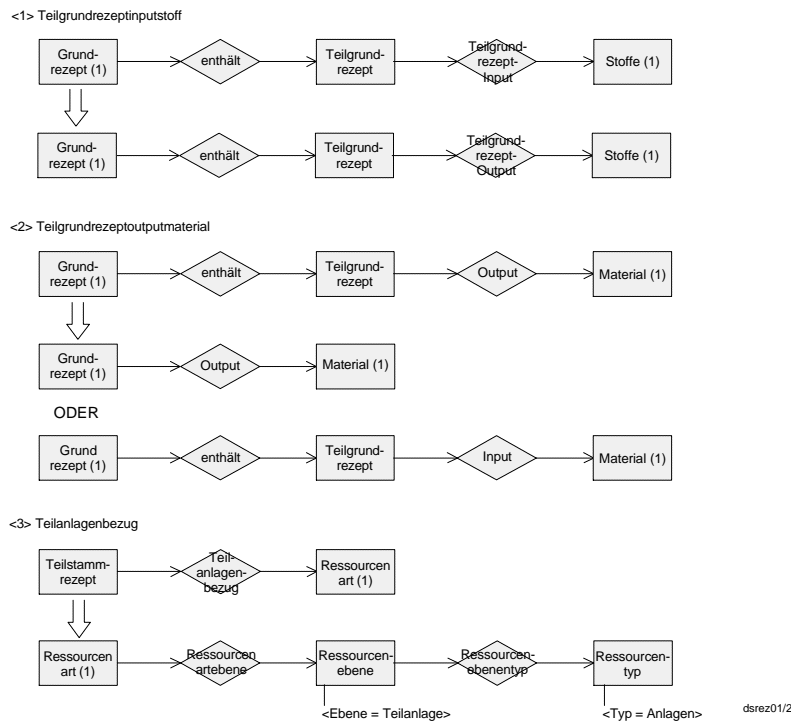 <1> Teilgrundrezeptinputstoff
Grund-
rezept (1)
enthält
Teilgrund-
rezept
Teilgrund-
rezept-
Input
Stoffe (1)
Grund-
rezept (1)
enthält
Teilgrund-
rezept
Teilgrund-
rezept-
Output
Stoffe (1)
<2> Teilgrundrezeptoutputmaterial
Grund-
rezept (1)
enthält
Teilgrund-
rezept
Output
Material (1)
Grund-
rezept (1)
Output
Material (1)
ODER
Grund
rezept (1)
enthält
Teilgrund-
rezept
Input
Material (1)
<3> Teilanlagenbezug
Teilstamm-
rezept
Teil-
anlagen-
bezug
Ressourcen
art (1)
Ressourcen
art (1)
Ressourcen
artebene
Ressourcen-
ebene
Ressourcen-
ebenentyp
Ressourcen-
typ
<Ebene = Teilanlage>
<Typ = Anlagen>
dsrez01/2